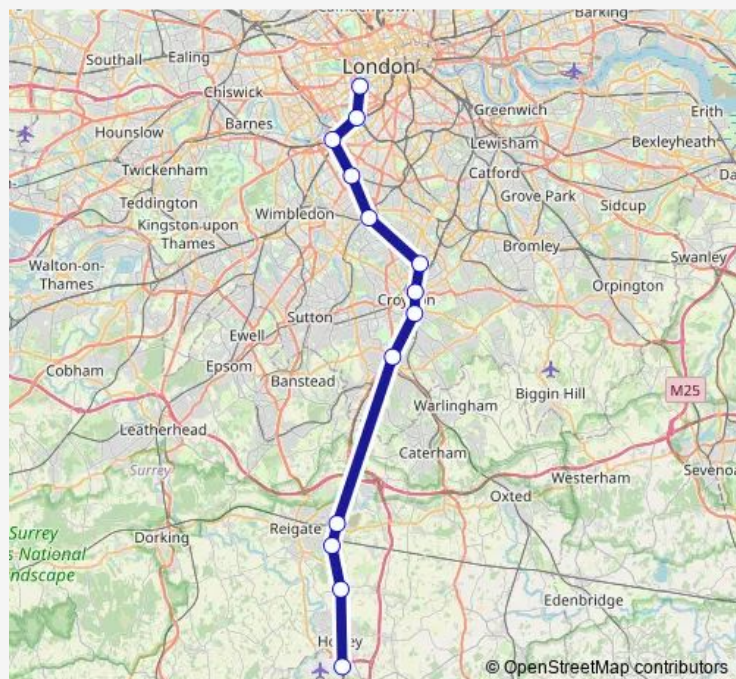 Barking
Southall
Ealing
London
Chiswick
Greenwich
Erith
Hounslow
Barnes
Lewisham
Bexleyheath
Twickenham
Catford
Teddington
Grove Park
Sidcup
Wimbledon
Kingston upon
Thames
Bromley
Swanley
Walton-on-
Thames
Orpington
Sutton
Ewell
Epsom
Cobham
Banstead
Biggin Hill
M25
Warlingham
Leatherhead
Caterham
Surrey
Westerham
Oxted
Reigate
Dorking
Surrey
National
Edenbridge
© OpenStreetMap contributors